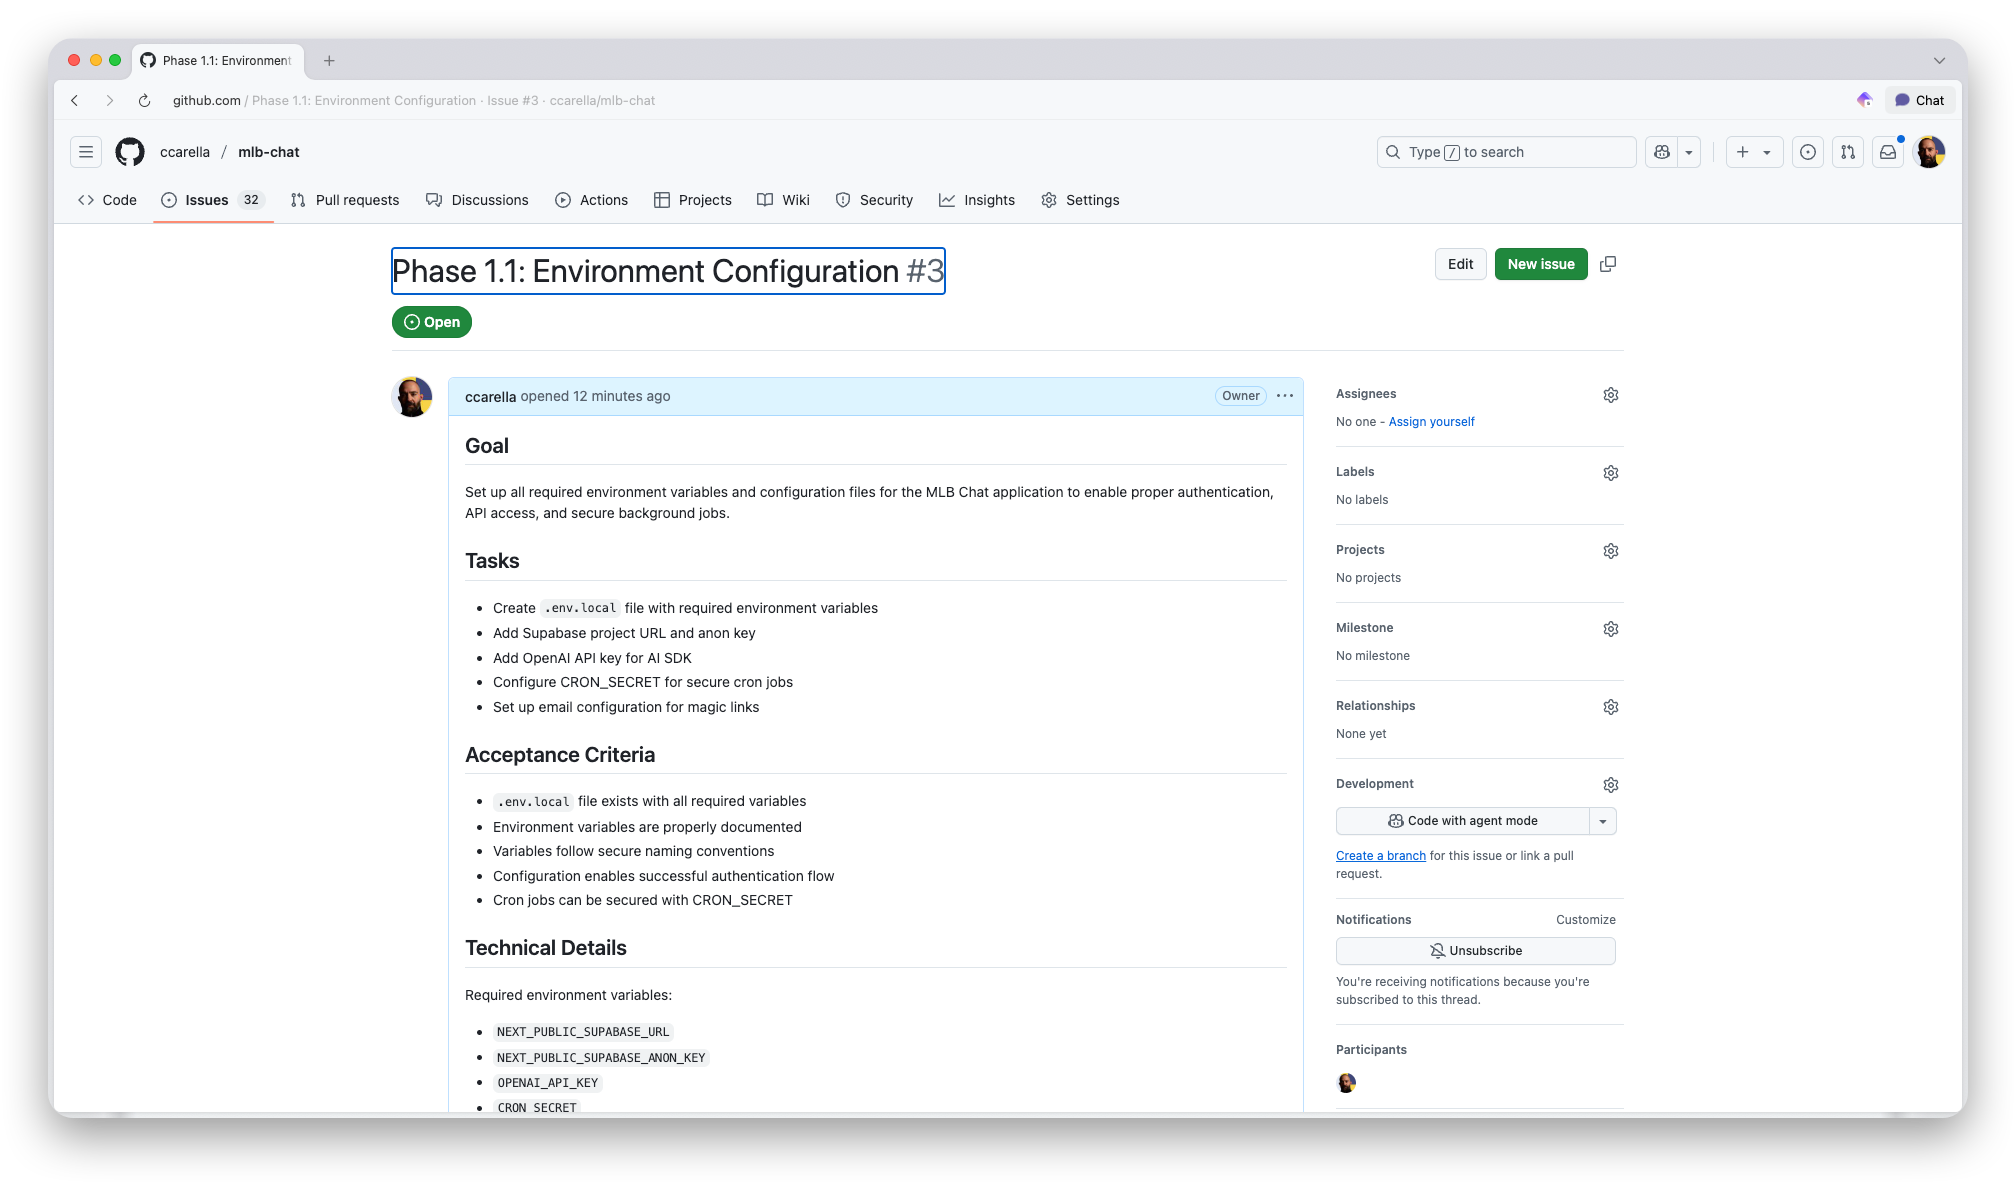 Phase 1.1: Environment
github.com / Phase 1.1: Environment Configuration · Issue #3 · ccarella/mlb-chat
Chat
ccarella / mlb-chat
Type / to search
Code
Issues 32
Pull requests
Discussions
Actions
Projects
Wiki
Security
Insights
Settings
Phase 1.1: Environment Configuration #3
Edit
New issue
Open
ccarella opened 12 minutes ago
Owner
Goal
Set up all required environment variables and configuration files for the MLB Chat application to enable proper authentication,
API access, and secure background jobs.
Tasks
• Create .env.local file with required environment variables
• Add Supabase project URL and anon key
• Add OpenAI API key for AI SDK
• Configure CRON_SECRET for secure cron jobs
• Set up email configuration for magic links
Acceptance Criteria
• .env.local file exists with all required variables
• Environment variables are properly documented
• Variables follow secure naming conventions
• Configuration enables successful authentication flow
• Cron jobs can be secured with CRON_SECRET
Technical Details
Required environment variables:
• NEXT_PUBLIC_SUPABASE_URL
• NEXT_PUBLIC_SUPABASE_ANON_KEY
• OPENAI_API_KEY
• CRON_SECRET
Assignees
No one - Assign yourself
Labels
No labels
Projects
No projects
Milestone
No milestone
Relationships
None yet
Development
Code with agent mode
Create a branch for this issue or link a pull
request.
Notifications
Customize
Unsubscribe
You're receiving notifications because you're
subscribed to this thread.
Participants